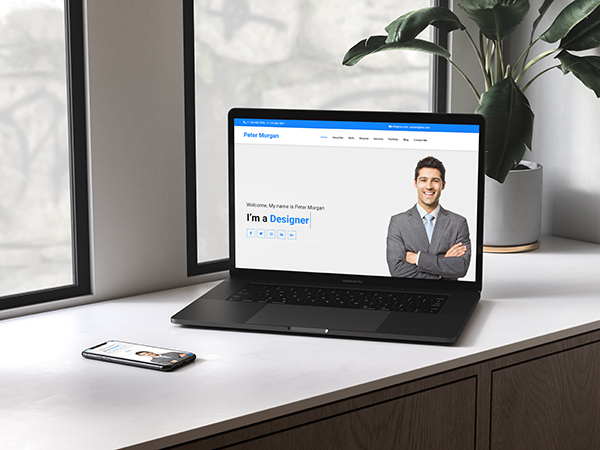 Peter Morgan
Home About Me Skills Resume Services Portfolio Blog Contact Me
Welcome, My name is Peter Morgan
I'm a Designer
MacBook Pro